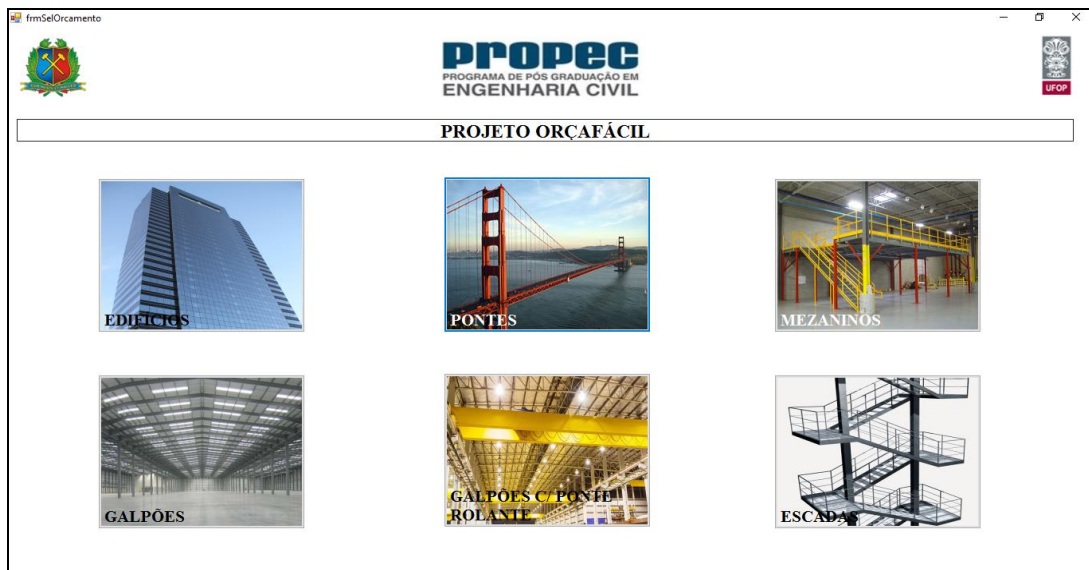 frmSelOrcamento
propec
PROGRAMA DE PÓS GRADUAÇÃO EM
ENGENHARIA CIVIL
UFOP
PROJETO ORÇAFÁCIL
EDIFÍCIOS
PONTES
MEZANINOS
GALPÕES
GALPÕES C/ PONTE
ROLANTE
ESCADAS